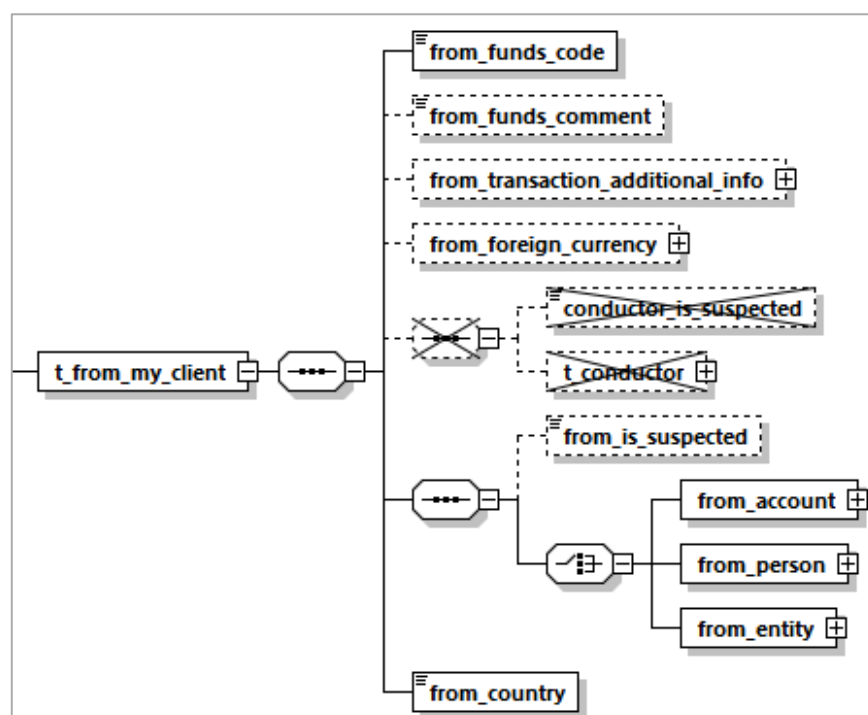 from_funds_code
from_funds_comment
from_transaction_additional_info
from_foreign_currency
conductor_is_suspected
t_from_my_client
t_conductor
from_is_suspected
from_account
from_person
from_entity
from_country